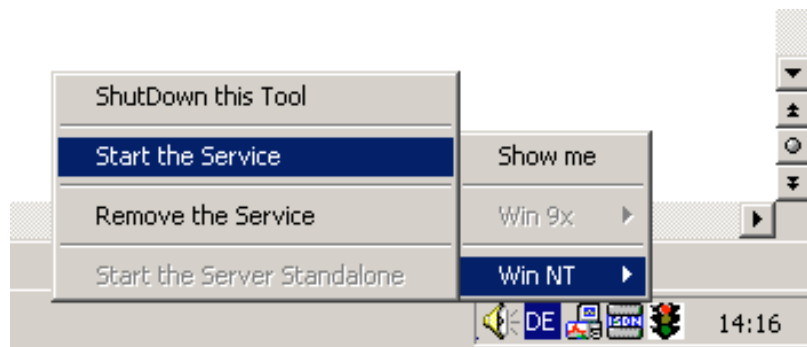 ShutDown this Tool
Start the Service
Remove the Service
Start the Server Standalone
Show me
Win 9x
Win NT
DE
ISDN
14:16